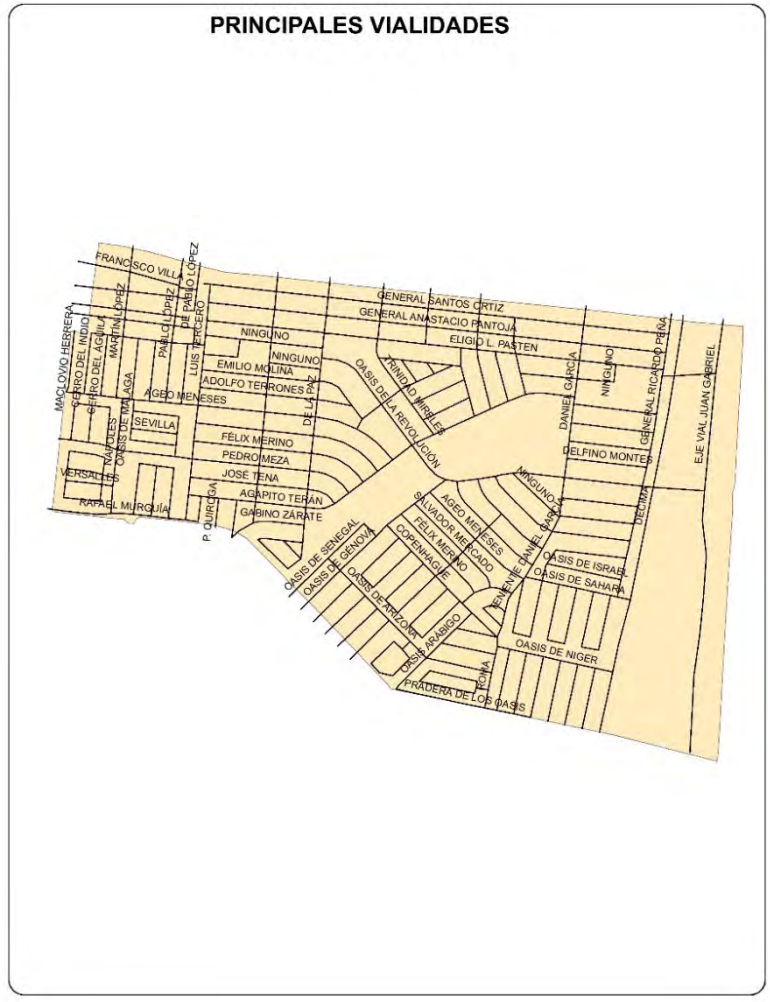 PRINCIPALES VIALIDADES
FRANCISCO VILLA
DE PABLO LÓPEZ
MARTÍN LÓPEZ
PABLO LÓPEZ
LUIS TERCERO
MACLOVIO HERRERA
CERRO DEL INDIO
CERRO DEL AGUILA
GENERAL SANTOS ORTIZ
GENERAL ANASTACIO PANTOJA
ELIGIO L. PASTEN
NINGUNO
NINGUNO
EMILIO MOLINA
ADOLFO TERRONES
AGEO MENESES
DE LA PAZ
OASIS DE LA REVOLUCIÓN
TRINIDAD MIRELES
DANIEL GARCÍA
NINGUNO
GENERAL RICARDO PEÑA
EJE VIAL JUAN GABRIEL
NÁPOLES
OASIS DE MÁLAGA
SEVILLA
FÉLIX MERINO
PEDRO MEZA
DELFINO MONTES
VERSALLES
JOSÉ TENA
NINGUNO
DECIMA
RAFAEL MURGUÍA
P. QUIROGA
AGAPITO TERÁN
GABINO ZÁRATE
AGEO MENESES
SALVADOR MERCADO
FÉLIX MERINO
COPENHAGUE
TENIENTE DANIEL GARCÍA
OASIS DE SENEGAL
OASIS DE GÉNOVA
OASIS DE ISRAEL
OASIS DE SAHARA
OASIS DE ARIZONA
OASIS ARÁBIGO
OASIS DE NIGER
ROMA
PRADERA DE LOS OASIS